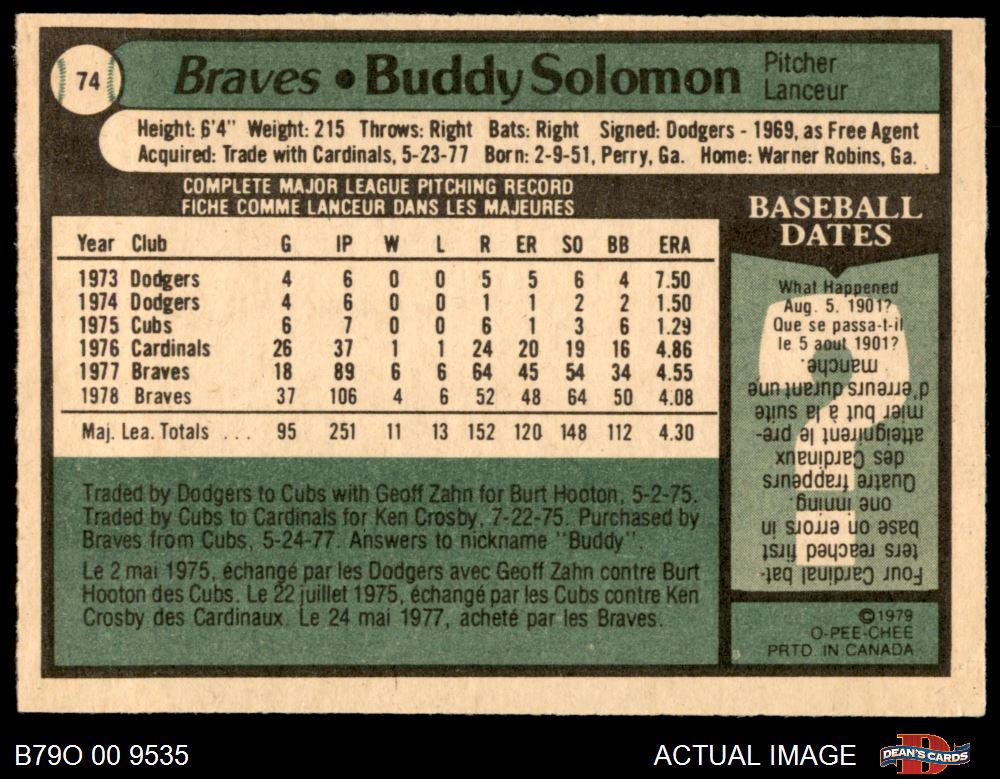 74
Braves • Buddy Solomon
Pitcher
Lanceur
Height: 6'4" Weight: 215 Throws: Right Bats: Right Signed: Dodgers - 1969, as Free Agent
Acquired: Trade with Cardinals, 5-23-77 Born: 2-9-51, Perry, Ga. Home: Warner Robins, Ga.
COMPLETE MAJOR LEAGUE PITCHING RECORD
FICHE COMME LANCEUR DANS LES MAJEURES
Year Club G IP W L R ER SO BB ERA
1973 Dodgers 4 6 0 0 5 5 6 4 7.50
1974 Dodgers 4 6 0 0 1 1 2 2 1.50
1975 Cubs 6 7 0 0 6 1 3 6 1.29
1976 Cardinals 26 37 1 1 24 20 19 16 4.86
1977 Braves 18 89 6 6 64 45 54 34 4.55
1978 Braves 37 106 4 6 52 48 64 50 4.08
Maj. Lea. Totals ... 95 251 11 13 152 120 148 112 4.30
Traded by Dodgers to Cubs with Geoff Zahn for Burt Hooton, 5-2-75.
Traded by Cubs to Cardinals for Ken Crosby, 7-22-75. Purchased by
Braves from Cubs, 5-24-77. Answers to nickname "Buddy".
Le 2 mai 1975, échangé par les Dodgers avec Geoff Zahn contre Burt
Hooton des Cubs. Le 22 juillet 1975, échangé par les Cubs contre Ken
Crosby des Cardinaux. Le 24 mai 1977, acheté par les Braves.
BASEBALL
DATES
What Happened
Aug. 5, 1901?
Que se passa-t-il
le 5 aout 1901?
Four Cardinal bat-
ters reached first
base on errors in
one inning.
Quatre frappeurs
des Cardinaux
atteignirent le pre-
mier but à la suite
d'erreurs durant une
manche.
©1979
O-PEE-CHEE
PRTD. IN CANADA
B79O 00 9535
ACTUAL IMAGE
D
DEAN'S CARDS